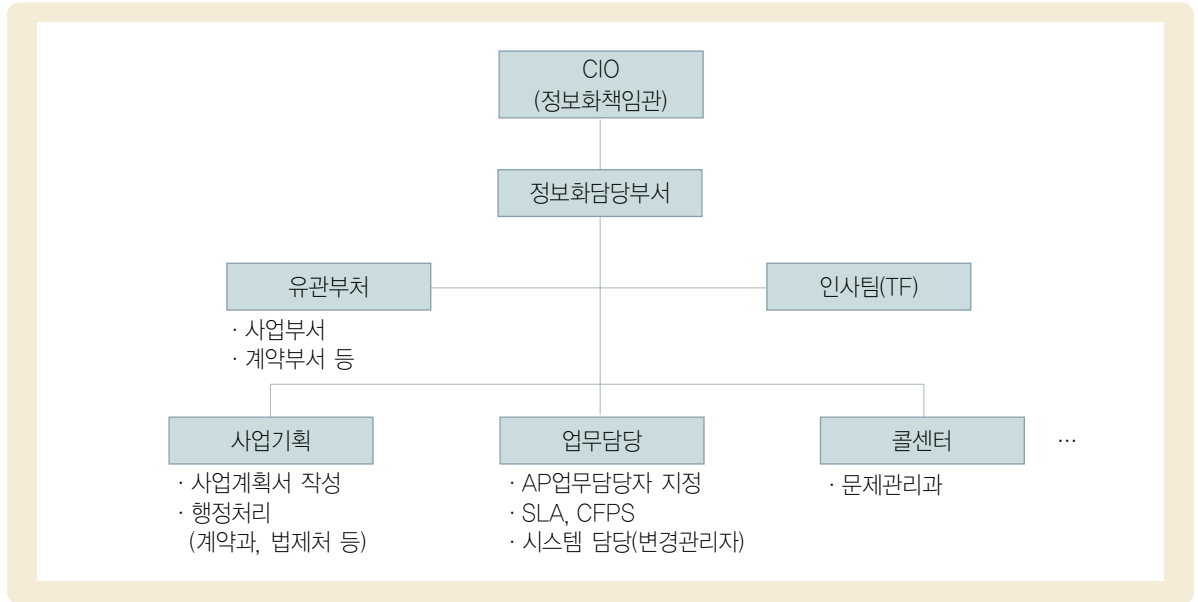 CIO
(정보화책임관)
정보화담당부서
유관부처
인사팀(TF)
· 사업부서
· 계약부서 등
사업기획
업무담당
콜센터
…
· 사업계획서 작성
· 행정처리
(계약과, 법제처 등)
· AP업무담당자 지정
· SLA, CFPS
· 시스템 담당(변경관리자)
· 문제관리과